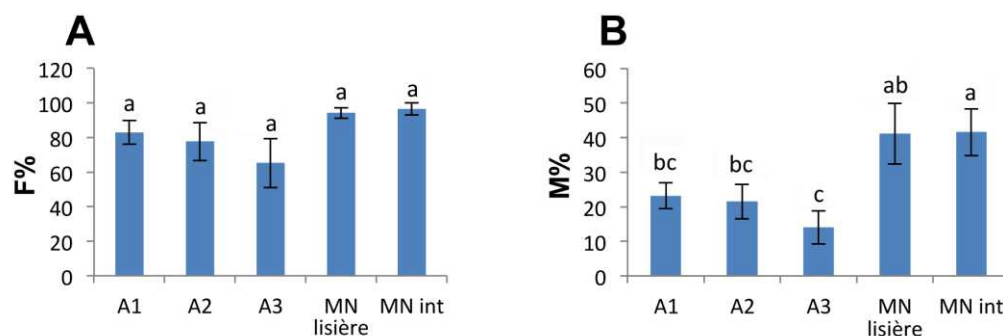 A
F%
120
100
80
60
40
20
0
a a a a a
A1 A2 A3 MN lisière MN int
B
M%
60
50
40
30
20
10
0
bc bc c ab a
A1 A2 A3 MN lisière MN int